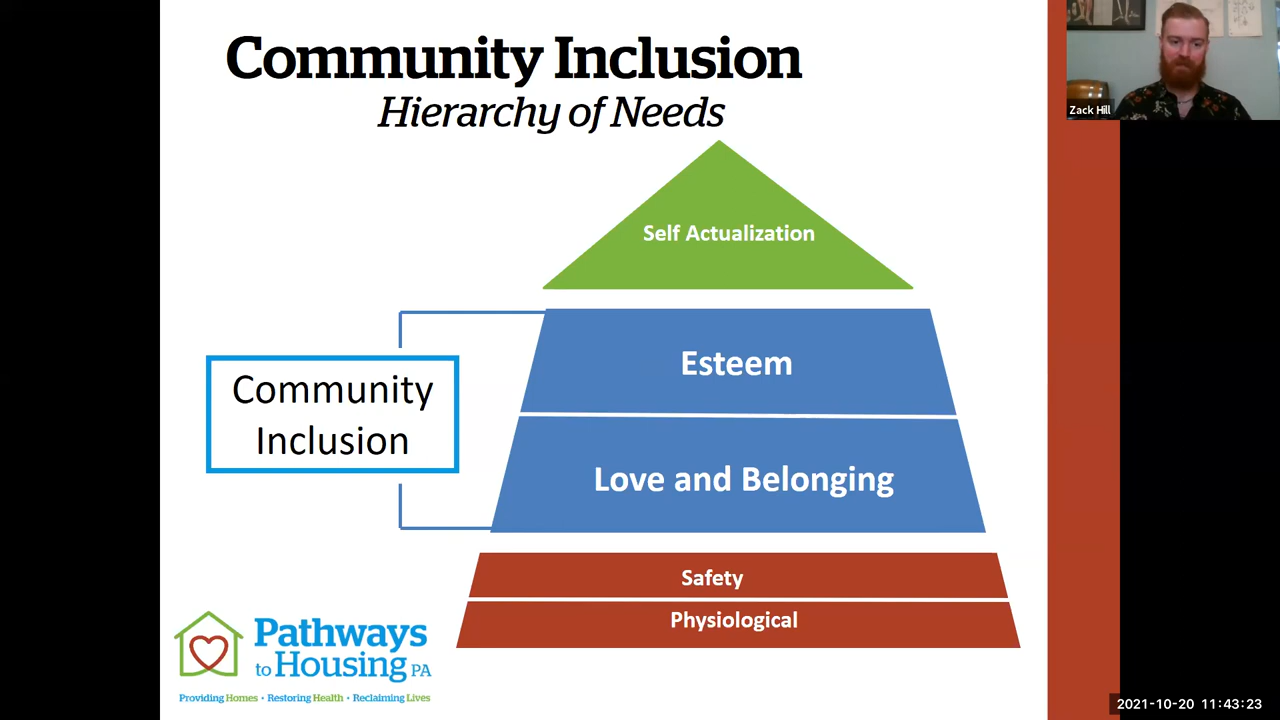 Community Inclusion
Hierarchy of Needs
Zack Hill
Self Actualization
Esteem
Community
Inclusion
Love and Belonging
Safety
Physiological
Pathways
to Housing PA
Providing Homes • Restoring Health • Reclaiming Lives
2021-10-20 11:43:23